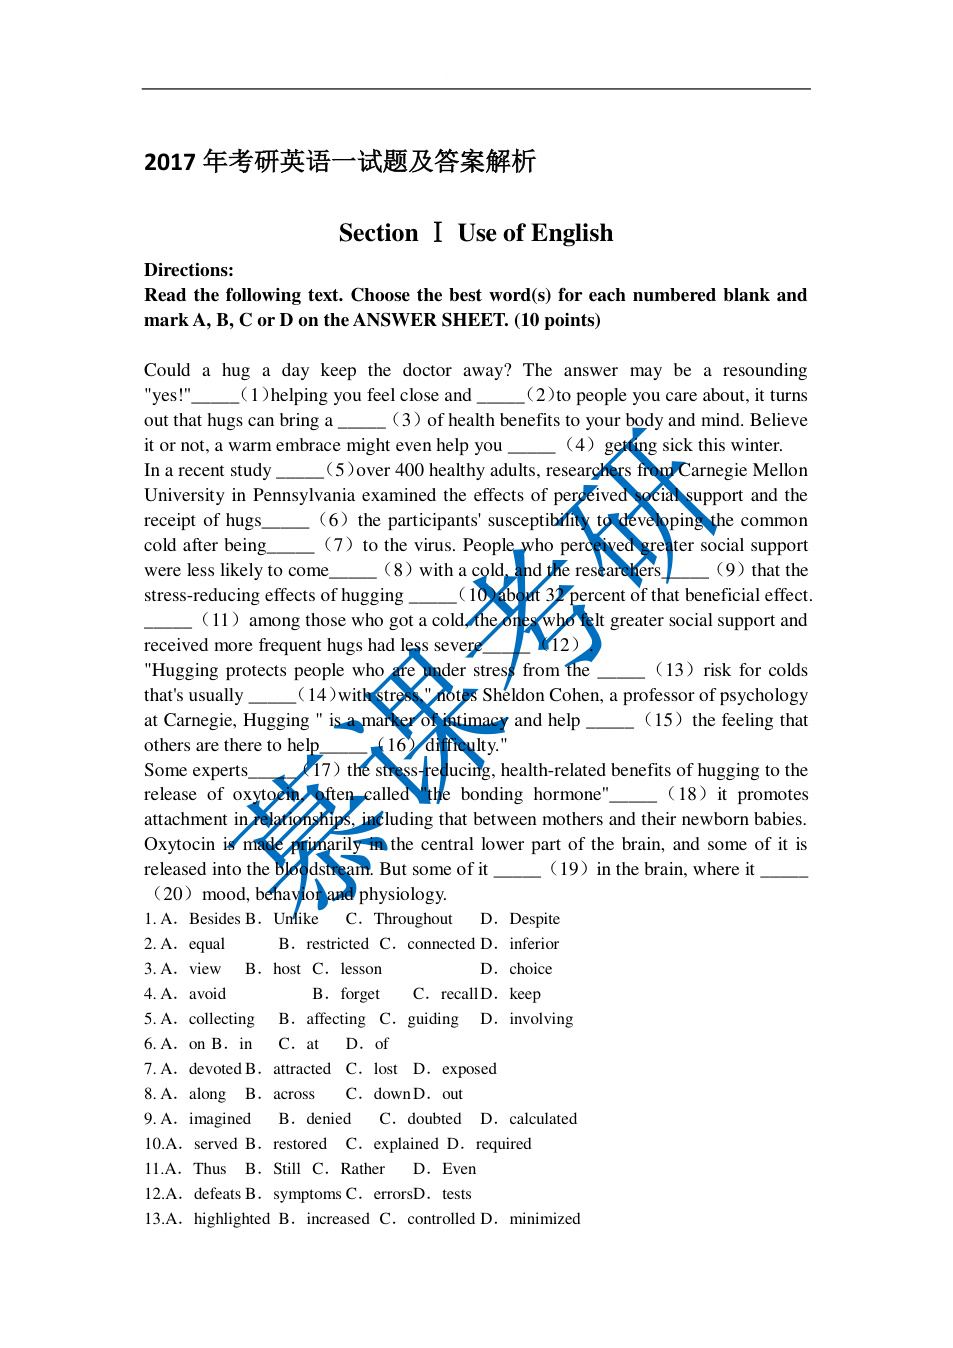 2017 年考研英语一试题及答案解析
Section Ⅰ Use of English
Directions:
Read the following text. Choose the best word(s) for each numbered blank and
mark A, B, C or D on the ANSWER SHEET. (10 points)
Could a hug a day keep the doctor away? The answer may be a resounding
"yes!"_____（1）helping you feel close and _____（2）to people you care about, it turns
out that hugs can bring a _____（3）of health benefits to your body and mind. Believe
it or not, a warm embrace might even help you _____（4）getting sick this winter.
In a recent study _____（5）over 400 healthy adults, researchers from Carnegie Mellon
University in Pennsylvania examined the effects of perceived social support and the
receipt of hugs_____（6）the participants' susceptibility to developing the common
cold after being_____（7）to the virus. People who perceived greater social support
were less likely to come_____（8）with a cold, and the researchers_____（9）that the
stress-reducing effects of hugging _____（10）about 32 percent of that beneficial effect.
_____（11）among those who got a cold, the ones who felt greater social support and
received more frequent hugs had less severe_____（12）.
"Hugging protects people who are under stress from the _____（13）risk for colds
that's usually _____（14）with stress," notes Sheldon Cohen, a professor of psychology
at Carnegie, Hugging " is a marker of intimacy and help _____（15）the feeling that
others are there to help_____（16）difficulty."
Some experts_____（17）the stress-reducing, health-related benefits of hugging to the
release of oxytocin, often called "the bonding hormone"_____（18）it promotes
attachment in relationships, including that between mothers and their newborn babies.
Oxytocin is made primarily in the central lower part of the brain, and some of it is
released into the bloodstream. But some of it _____（19）in the brain, where it _____
（20）mood, behavior and physiology.
1. A．Besides B．Unlike C．Throughout D．Despite
2. A．equal B．restricted C．connected D．inferior
3. A．view B．host C．lesson D．choice
4. A．avoid B．forget C．recall D．keep
5. A．collecting B．affecting C．guiding D．involving
6. A．on B．in C．at D．of
7. A．devoted B．attracted C．lost D．exposed
8. A．along B．across C．down D．out
9. A．imagined B．denied C．doubted D．calculated
10.A．served B．restored C．explained D．required
11.A．Thus B．Still C．Rather D．Even
12.A．defeats B．symptoms C．errors D．tests
13.A．highlighted B．increased C．controlled D．minimized
慕课考研